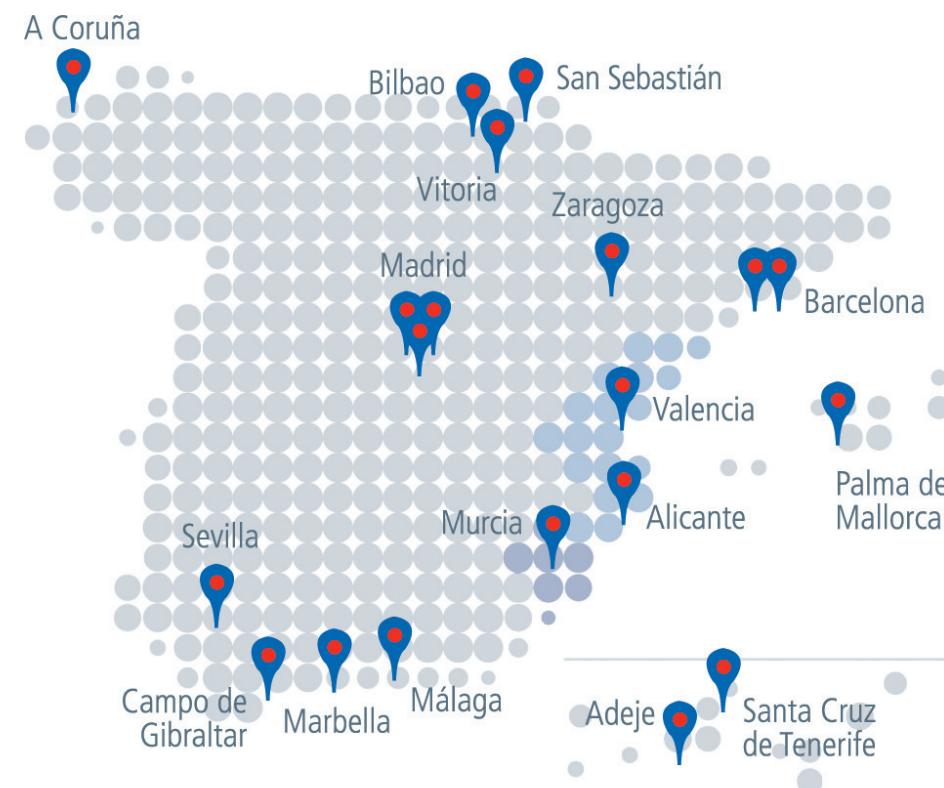 A Coruña
Bilbao
San Sebastián
Vitoria
Zaragoza
Madrid
Barcelona
Valencia
Palma de
Mallorca
Murcia
Alicante
Sevilla
Campo de
Gibraltar
Marbella
Málaga
Adeje
Santa Cruz
de Tenerife